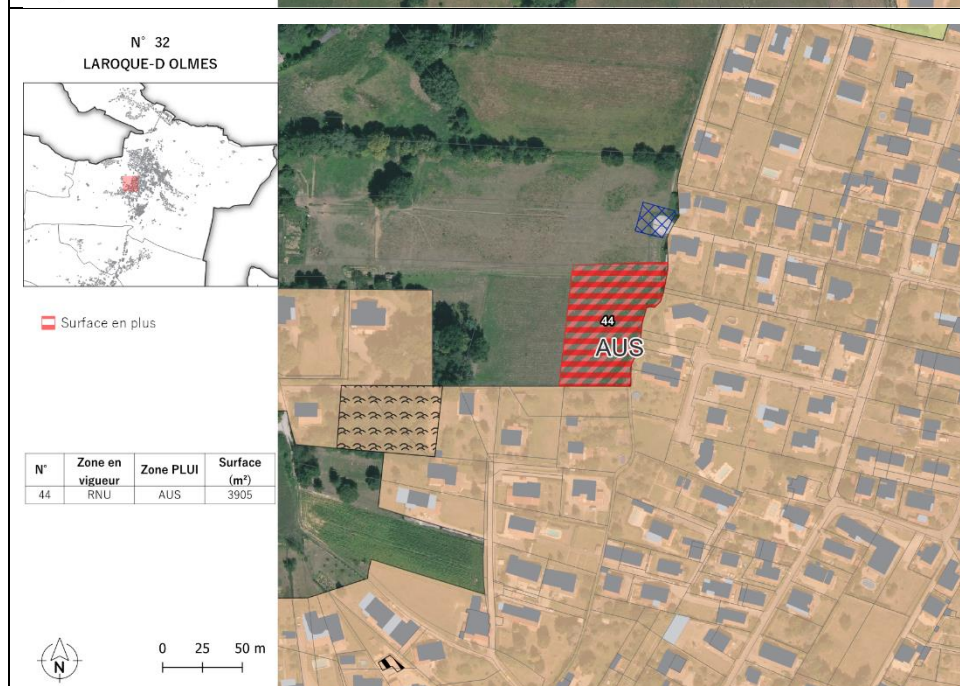 N° 32
LAROQUE-D OLMES
Surface en plus
N° Zone en vigueur Zone PLUI Surface (m²)
44 RNU AUS 3905
N
0 25 50 m
44
AUS